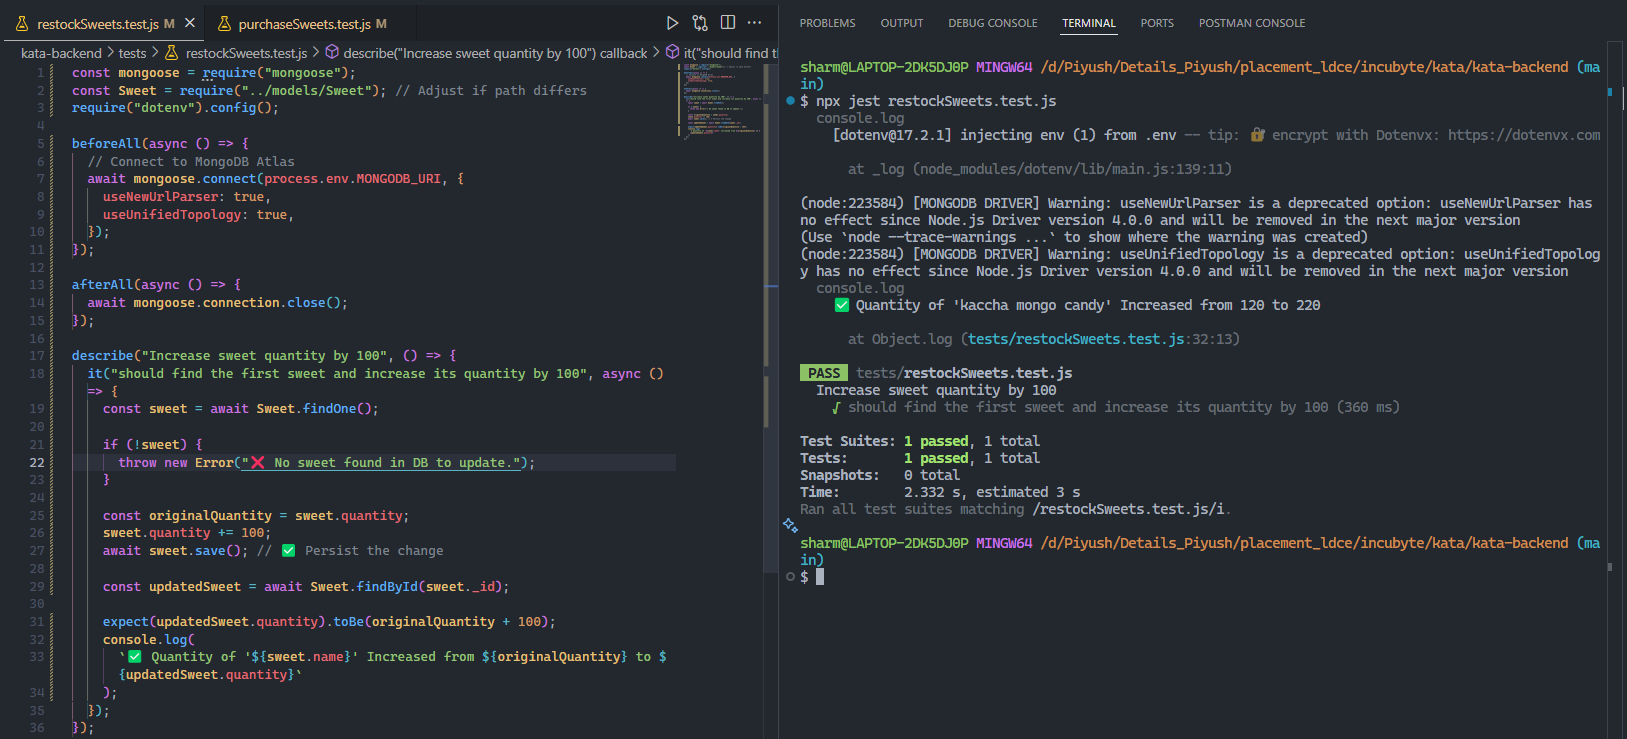 restockSweets.test.js M
purchaseSweets.test.js M
kata-backend > tests > restockSweets.test.js > describe("Increase sweet quantity by 100") callback > it("should find th
1 const mongoose = require("mongoose");
2 const Sweet = require("../models/Sweet"); // Adjust if path differs
3 require("dotenv").config();
4
5 beforeAll(async () => {
6 // Connect to MongoDB Atlas
7 await mongoose.connect(process.env.MONGODB_URI, {
8 useNewUrlParser: true,
9 useUnifiedTopology: true,
10 });
11 });
12
13 afterAll(async () => {
14 await mongoose.connection.close();
15 });
16
17 describe("Increase sweet quantity by 100", () => {
18 it("should find the first sweet and increase its quantity by 100", async ()
=> {
19 const sweet = await Sweet.findOne();
20
21 if (!sweet) {
22 throw new Error("❌ No sweet found in DB to update.");
23 }
24
25 const originalQuantity = sweet.quantity;
26 sweet.quantity += 100;
27 await sweet.save(); // ✅ Persist the change
28
29 const updatedSweet = await Sweet.findById(sweet._id);
30
31 expect(updatedSweet.quantity).toBe(originalQuantity + 100);
32 console.log(
33 `✅ Quantity of '${sweet.name}' Increased from ${originalQuantity} to $
{updatedSweet.quantity}`
34 );
35 });
36 });
PROBLEMS OUTPUT DEBUG CONSOLE TERMINAL PORTS POSTMAN CONSOLE
sharm@LAPTOP-2DK5DJ0P MINGW64 /d/Piyush/Details_Piyush/placement_ldce/incubyte/kata/kata-backend (ma
in)
$ npx jest restockSweets.test.js
console.log
[dotenv@17.2.1] injecting env (1) from .env -- tip: 🔐 encrypt with Dotenvx: https://dotenvx.com
at _log (node_modules/dotenv/lib/main.js:139:11)
(node:223584) [MONGODB DRIVER] Warning: useNewUrlParser is a deprecated option: useNewUrlParser has
no effect since Node.js Driver version 4.0.0 and will be removed in the next major version
(Use `node --trace-warnings ...` to show where the warning was created)
(node:223584) [MONGODB DRIVER] Warning: useUnifiedTopology is a deprecated option: useUnifiedTopolog
y has no effect since Node.js Driver version 4.0.0 and will be removed in the next major version
console.log
✅ Quantity of 'kaccha mongo candy' Increased from 120 to 220
at Object.log (tests/restockSweets.test.js:32:13)
PASS tests/restockSweets.test.js
Increase sweet quantity by 100
√ should find the first sweet and increase its quantity by 100 (360 ms)
Test Suites: 1 passed, 1 total
Tests: 1 passed, 1 total
Snapshots: 0 total
Time: 2.332 s, estimated 3 s
Ran all test suites matching /restockSweets.test.js/i.
sharm@LAPTOP-2DK5DJ0P MINGW64 /d/Piyush/Details_Piyush/placement_ldce/incubyte/kata/kata-backend (ma
in)
$